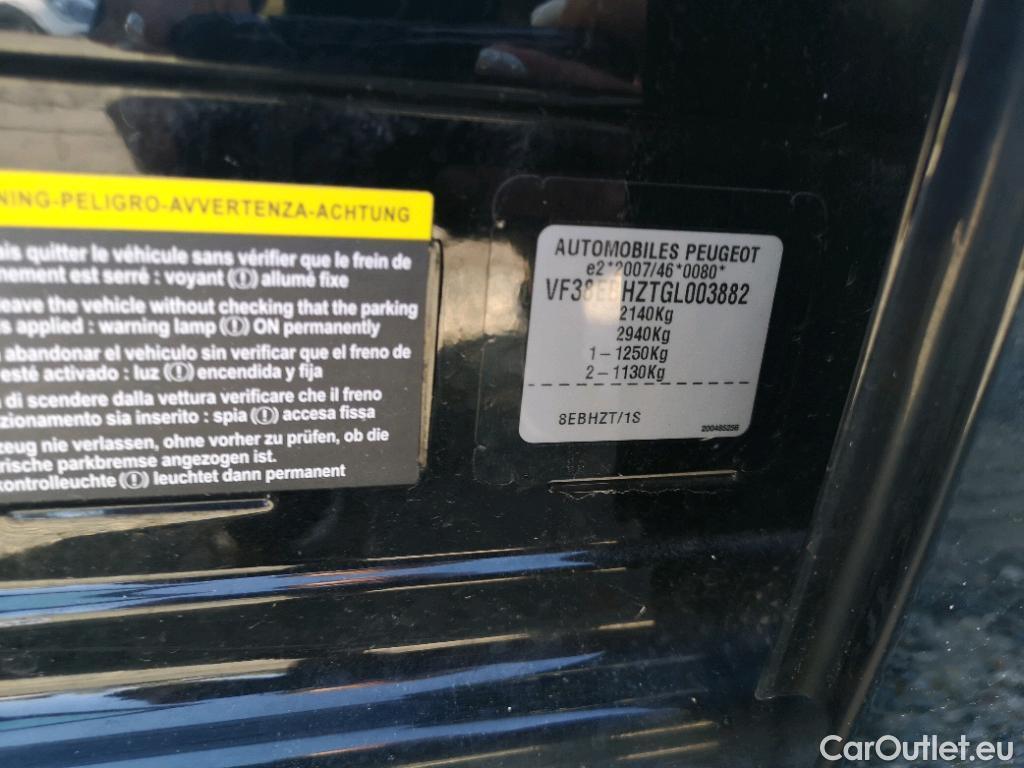 NING-PELIGRO-AVVERTENZA-ACHTUNG
ais quitter le véhicule sans vérifier que le frein de
nement est serré : voyant (!) allumé fixe
eave the vehicle without checking that the parking
s applied : warning lamp (!) ON permanently
abandonar el vehiculo sin verificar que el freno de
esté activado : luz (!) encendida y fija
di scendere dalla vettura verificare che il freno
zionamento sia inserito : spia (!) accesa fissa
zeug nie verlassen, ohne vorher zu prüfen, ob die
rische parkbremse angezogen ist.
kontrolleuchte (!) leuchtet dann permanent
AUTOMOBILES PEUGEOT
e2*2007/46*0080*
VF38EBHZTGL003882
2140Kg
2940Kg
1-1250Kg
2-1130Kg
8EBHZT/1S
CarOutlet.eu